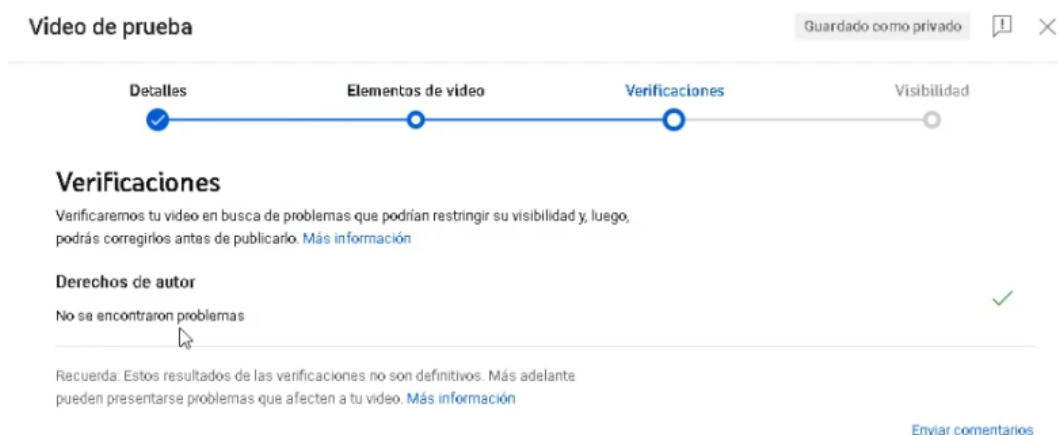 Video de prueba
Guardado como privado
Detalles
Elementos de video
Verificaciones
Visibilidad
Verificaciones
Verificaremos tu video en busca de problemas que podrían restringir su visibilidad y, luego,
podrás corregirlos antes de publicarlo. Más información
Derechos de autor
No se encontraron problemas
Recuerda: Estos resultados de las verificaciones no son definitivos. Más adelante
pueden presentarse problemas que afecten a tu video. Más información
Enviar comentarios